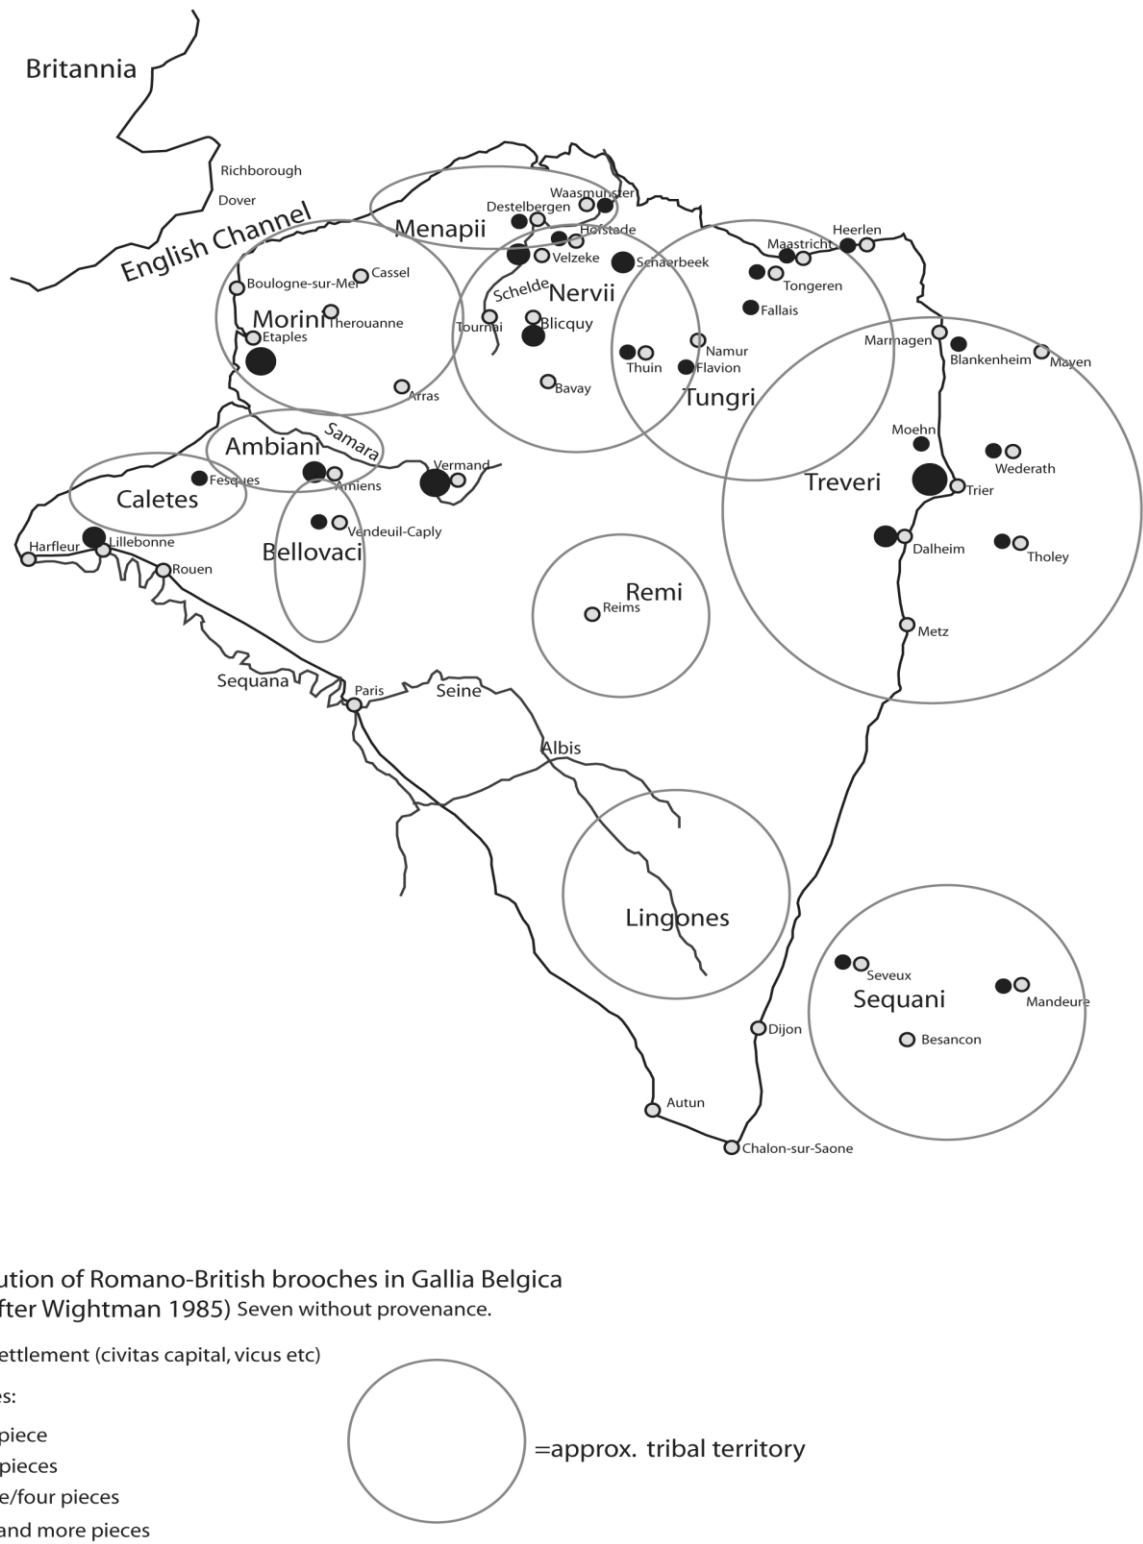 Britannia
Richborough
Dover
English Channel
Waasmunster
Destelbergen
Menapii
Hofstade
Heerlen
Maastricht
Velzeke
Schaerbeek
Cassel
Tongeren
Boulogne-sur-Mer
Schelde
Nervii
Fallais
Morini
Therouanne
Tournai
Blicquy
Etaples
Marmagen
Namur
Blankenheim
Mayen
Thuin
Flavion
Bavay
Arras
Tungri
Moehn
Samara
Ambiani
Vermand
Wederath
Fesques
Amiens
Treveri
Trier
Caletes
Vendeuil-Caply
Harfleur
Lillebonne
Bellovaci
Dalheim
Tholey
Rouen
Remi
Reims
Metz
Sequana
Paris
Seine
Albis
Lingones
Seveux
Sequani
Mandeure
Dijon
Besancon
Autun
Chalon-sur-Saone
ution of Romano-British brooches in Gallia Belgica
fter Wightman 1985) Seven without provenance.
ettlement (civitas capital, vicus etc)
es:
piece
pieces
e/four pieces
and more pieces
=approx. tribal territory